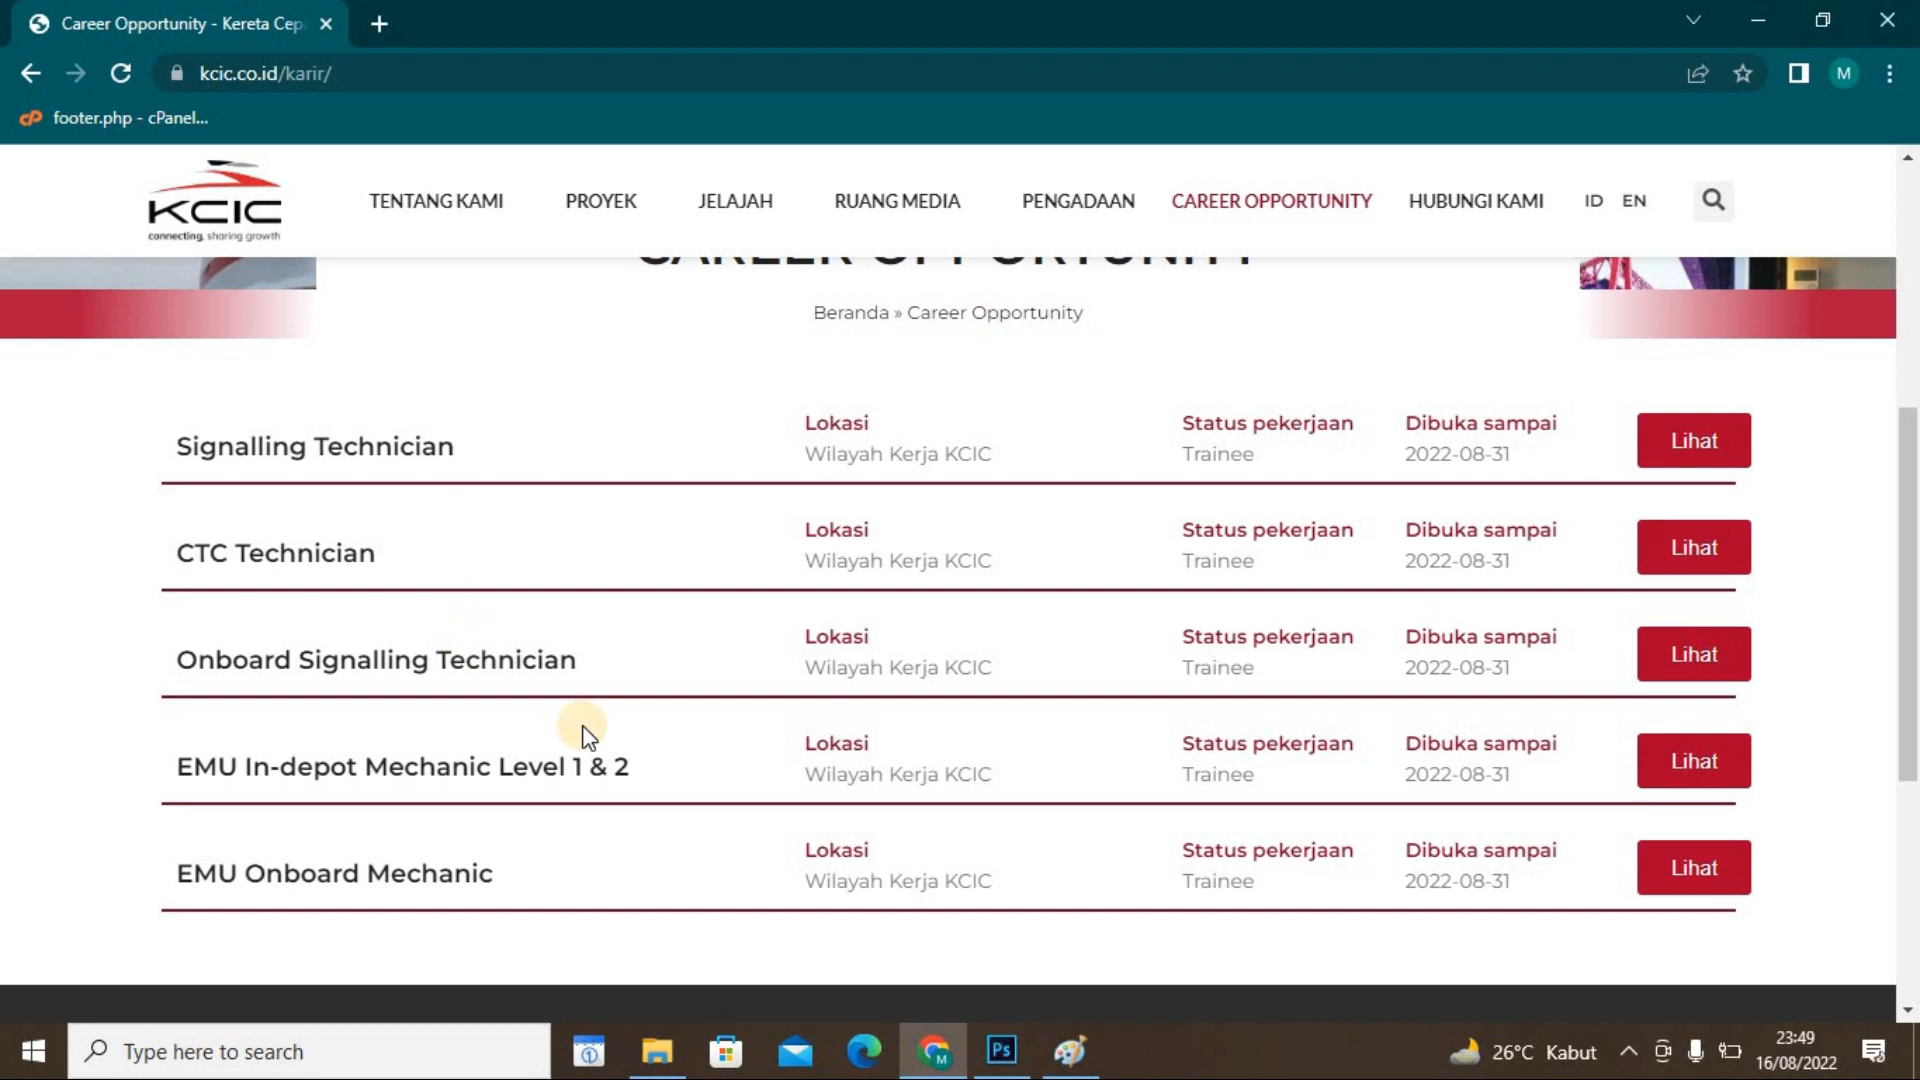 Career Opportunity - Kereta Cep
kcic.co.id/karir/
M
cP footer.php - cPanel...
KCIC
connecting, sharing growth
TENTANG KAMI PROYEK JELAJAH RUANG MEDIA PENGADAAN CAREER OPPORTUNITY HUBUNGI KAMI ID EN
CAREER OPPORTUNITY
Beranda » Career Opportunity
Signalling Technician
Lokasi
Wilayah Kerja KCIC
Status pekerjaan
Trainee
Dibuka sampai
2022-08-31
Lihat
CTC Technician
Lokasi
Wilayah Kerja KCIC
Status pekerjaan
Trainee
Dibuka sampai
2022-08-31
Lihat
Onboard Signalling Technician
Lokasi
Wilayah Kerja KCIC
Status pekerjaan
Trainee
Dibuka sampai
2022-08-31
Lihat
EMU In-depot Mechanic Level 1 & 2
Lokasi
Wilayah Kerja KCIC
Status pekerjaan
Trainee
Dibuka sampai
2022-08-31
Lihat
EMU Onboard Mechanic
Lokasi
Wilayah Kerja KCIC
Status pekerjaan
Trainee
Dibuka sampai
2022-08-31
Lihat
Type here to search
M
Ps
26°C Kabut
23:49
16/08/2022